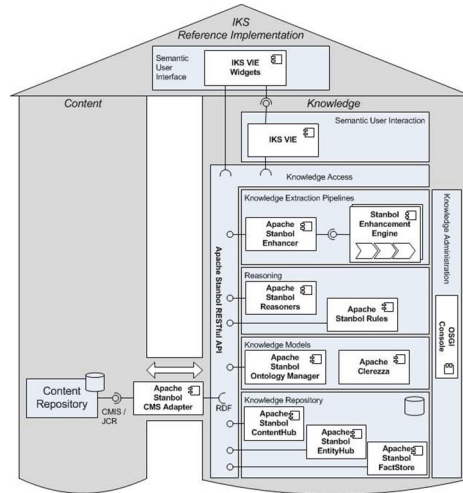 IKS
Reference Implementation
Semantic
User
Interface
IKS VIE
Widgets
Content
Knowledge
Semantic User Interaction
IKS VIE
Knowledge Access
Knowledge Extraction Pipelines
Apache
Stanbol
Enhancer
Stanbol
Enhancement
Engine
Reasoning
Apache
Stanbol
Reasoners
Apache
Stanbol Rules
Knowledge Models
Apache
Stanbol
Ontology Manager
Apache
Clerezza
Knowledge Repository
Apache
Stanbol
ContentHub
Apache
Stanbol
EntityHub
Apache
Stanbol
FactStore
Apache Stanbol RESTful API
Knowledge Administration
OSGI
Console
Content
Repository
CMIS /
JCR
Apache
Stanbol
CMS Adapter
RDF